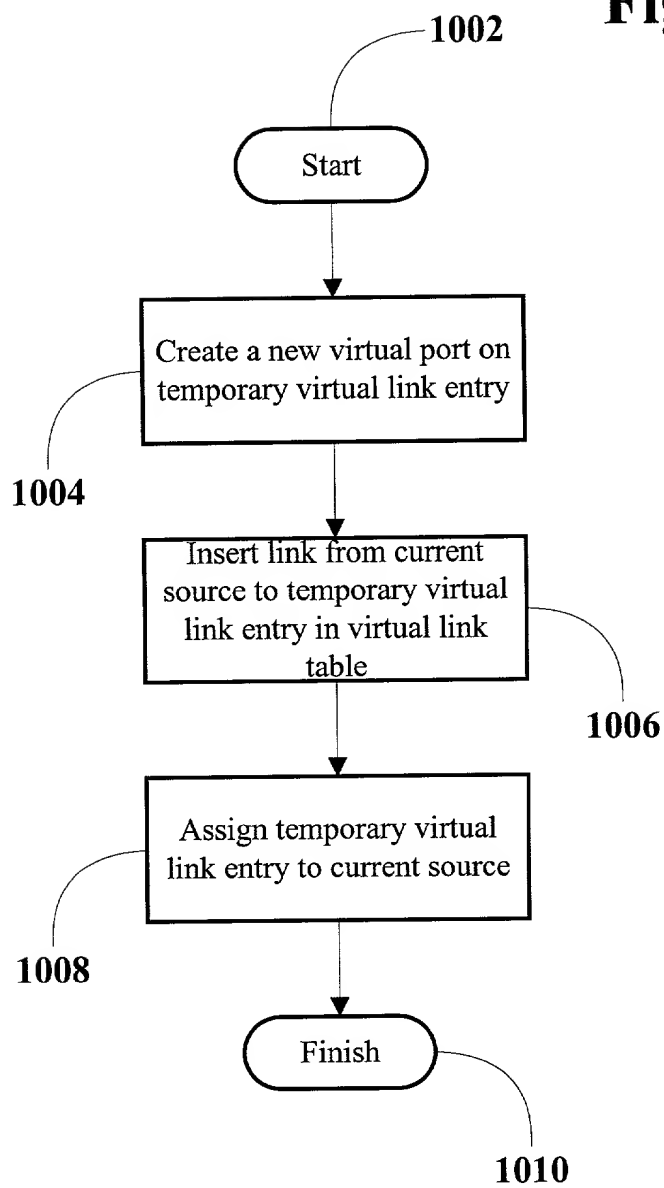 1002
Start
Create a new virtual port on
temporary virtual link entry
1004
Insert link from current
source to temporary virtual
link entry in virtual link
table
1006
Assign temporary virtual
link entry to current source
1008
Finish
1010